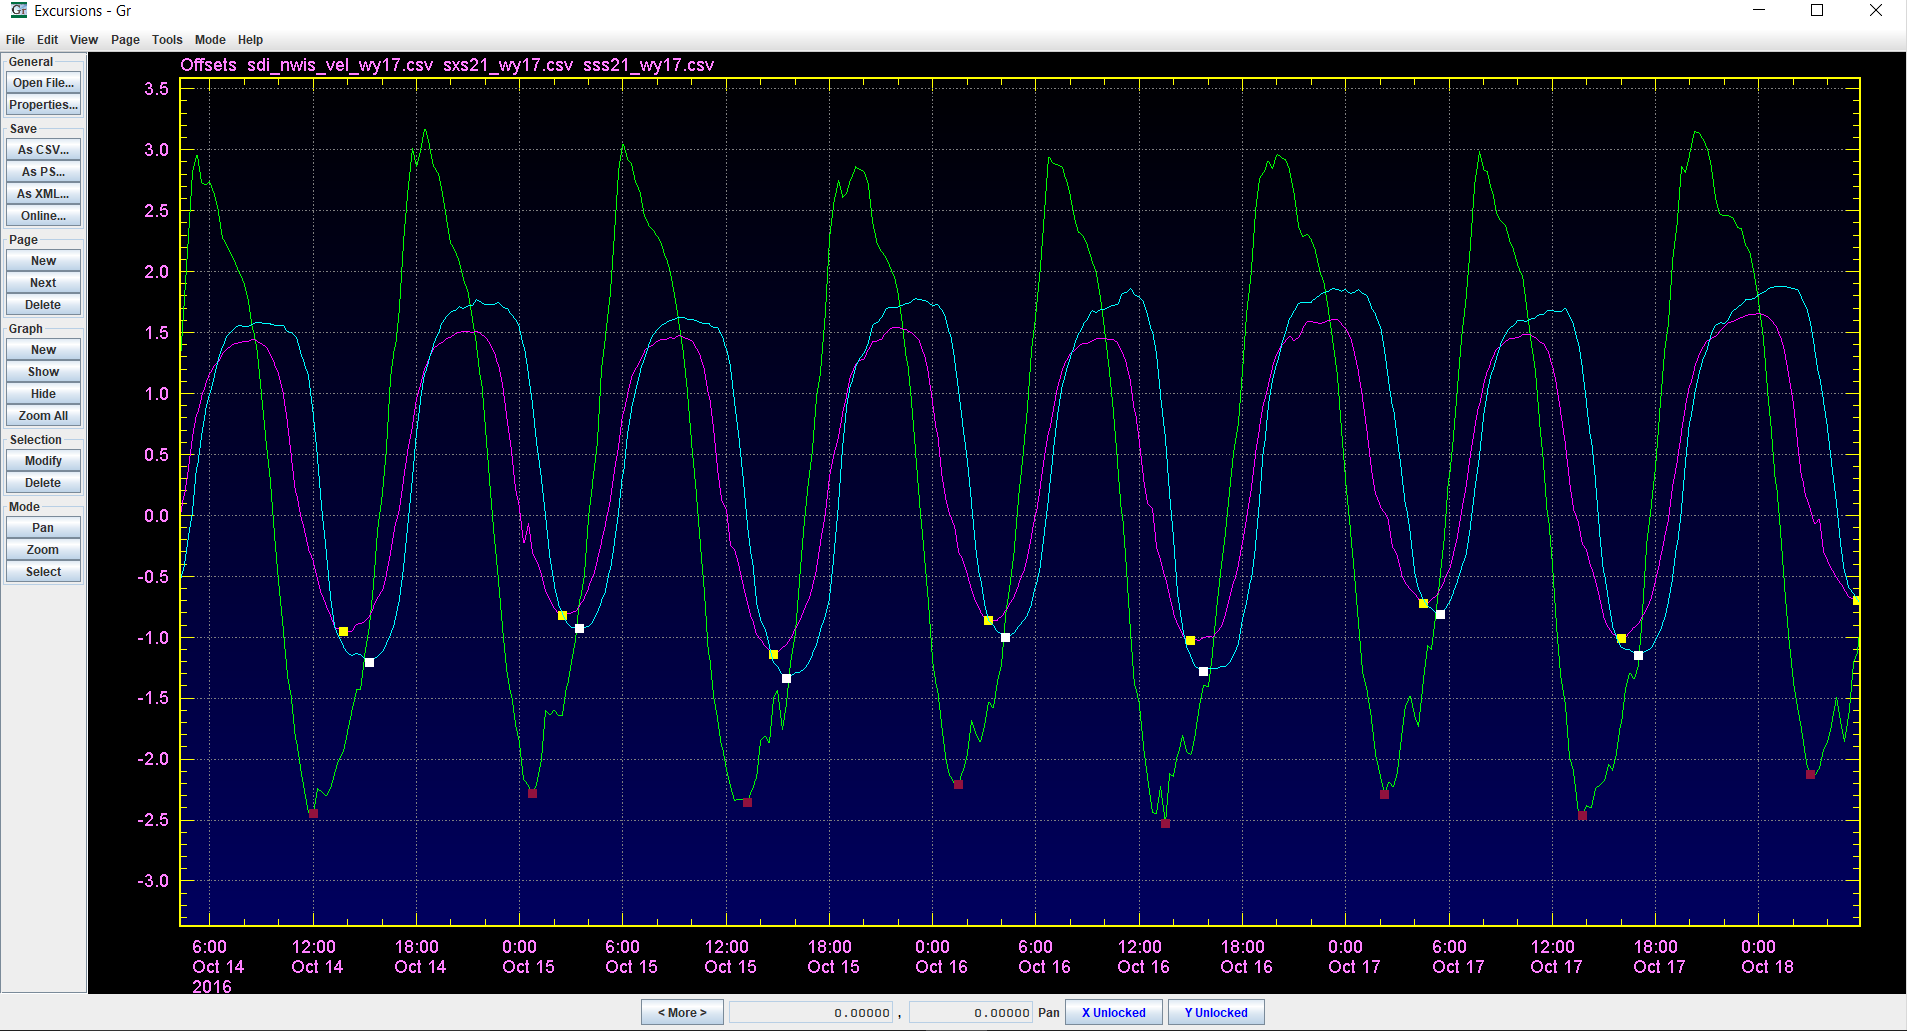 Gr Excursions - Gr
File Edit View Page Tools Mode Help
General
Open File...
Properties...
Save
As CSV...
As PS...
As XML...
Online...
Page
New
Next
Delete
Graph
New
Show
Hide
Zoom All
Selection
Modify
Delete
Mode
Pan
Zoom
Select
Offsets sdi_nwis_vel_wy17.csv sxs21_wy17.csv sss21_wy17.csv
3.5
3.0
2.5
2.0
1.5
1.0
0.5
0.0
-0.5
-1.0
-1.5
-2.0
-2.5
-3.0
6:00 12:00 18:00 0:00 6:00 12:00 18:00 0:00 6:00 12:00 18:00 0:00 6:00 12:00 18:00 0:00
Oct 14 Oct 14 Oct 14 Oct 15 Oct 15 Oct 15 Oct 15 Oct 16 Oct 16 Oct 16 Oct 16 Oct 17 Oct 17 Oct 17 Oct 17 Oct 18
2016
< More > 0.00000 , 0.00000 Pan X Unlocked Y Unlocked